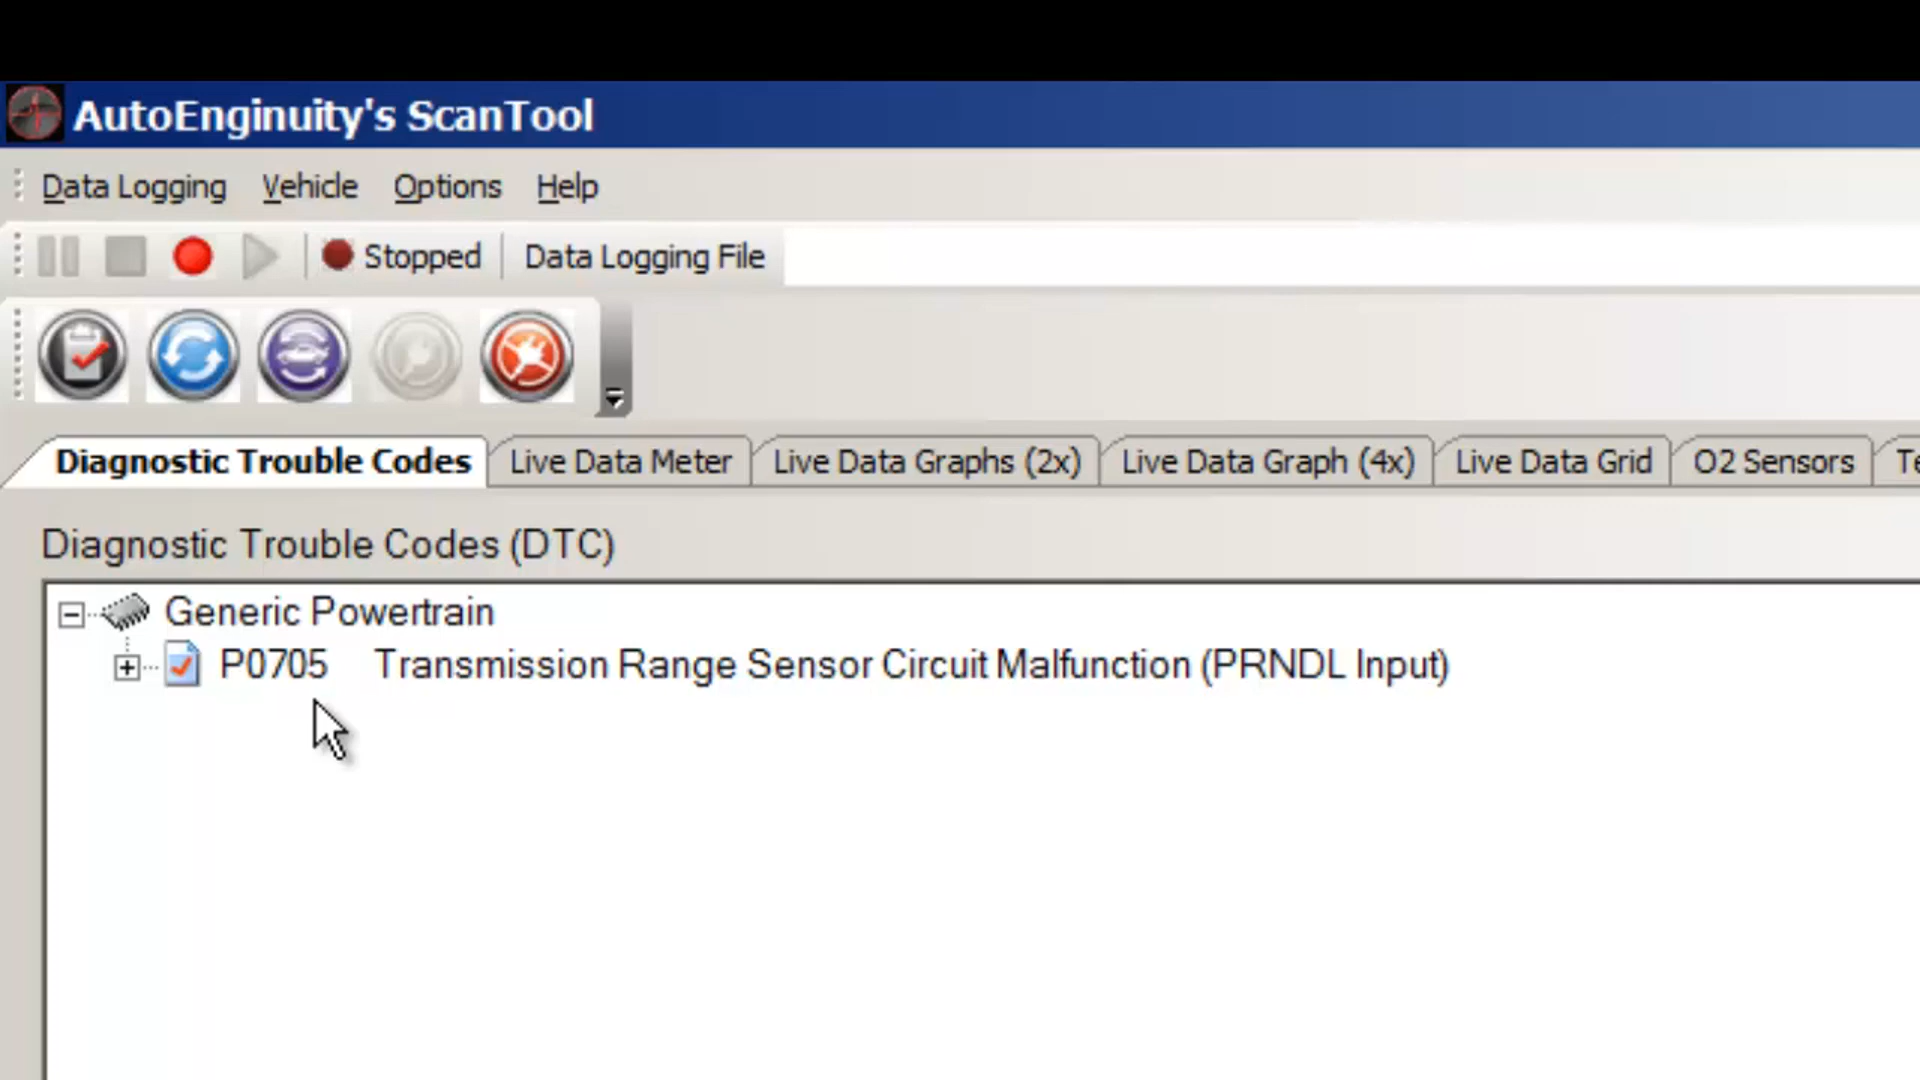 AutoEnginuity's ScanTool
Data Logging Vehicle Options Help
Stopped Data Logging File
Diagnostic Trouble Codes Live Data Meter Live Data Graphs (2x) Live Data Graph (4x) Live Data Grid O2 Sensors Te
Diagnostic Trouble Codes (DTC)
Generic Powertrain
P0705 Transmission Range Sensor Circuit Malfunction (PRNDL Input)